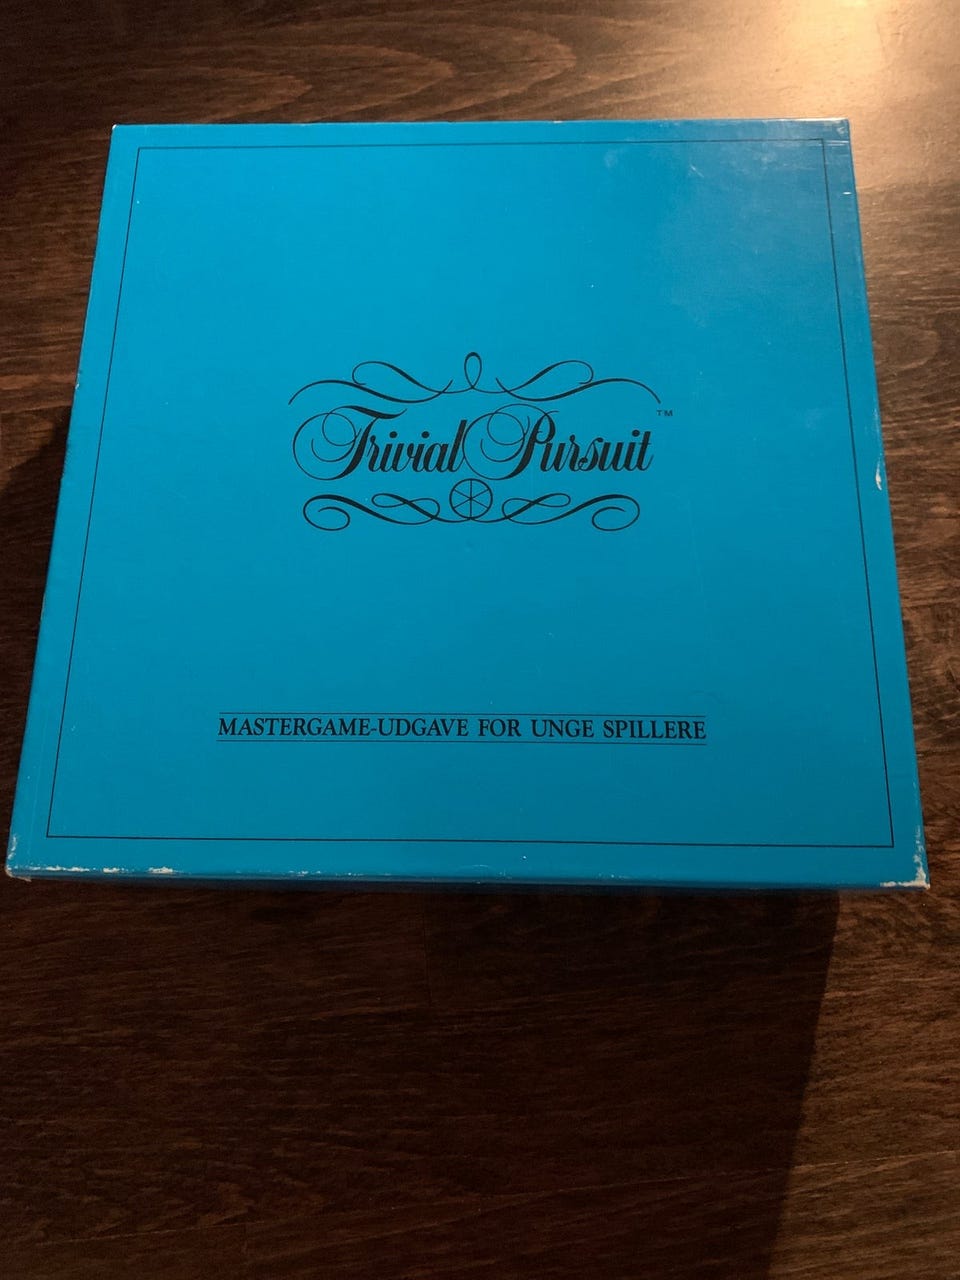 Trivial Pursuit™
MASTERGAME-UDGAVE FOR UNGE SPILLERE